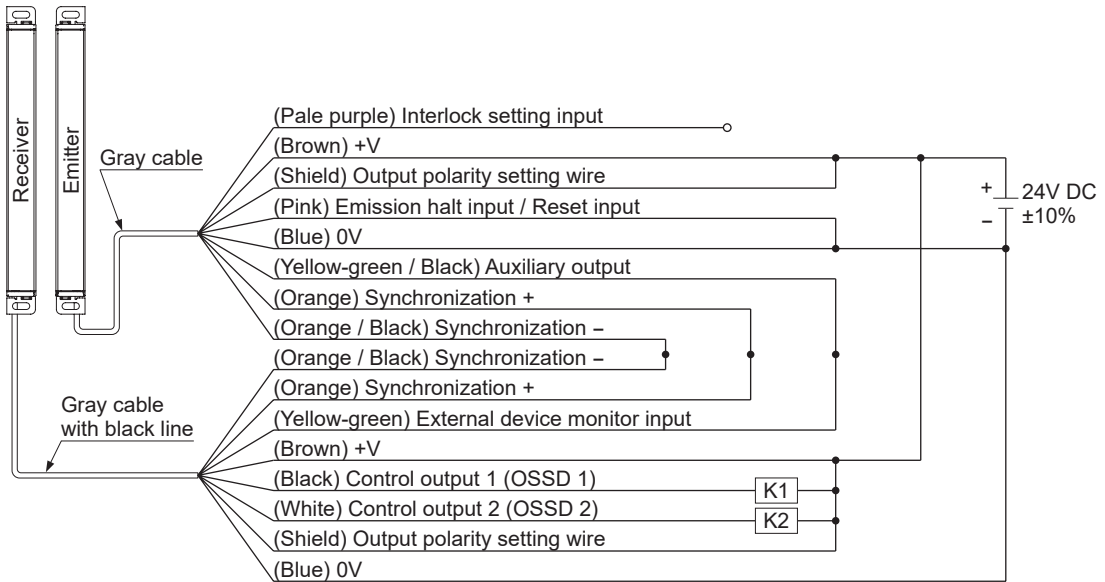 Receiver
Emitter
Gray cable
(Pale purple) Interlock setting input
(Brown) +V
(Shield) Output polarity setting wire
(Pink) Emission halt input / Reset input
(Blue) 0V
(Yellow-green / Black) Auxiliary output
(Orange) Synchronization +
(Orange / Black) Synchronization –
+
–
24V DC
±10%
Gray cable
with black line
(Orange / Black) Synchronization –
(Orange) Synchronization +
(Yellow-green) External device monitor input
(Brown) +V
(Black) Control output 1 (OSSD 1)
K1
(White) Control output 2 (OSSD 2)
K2
(Shield) Output polarity setting wire
(Blue) 0V